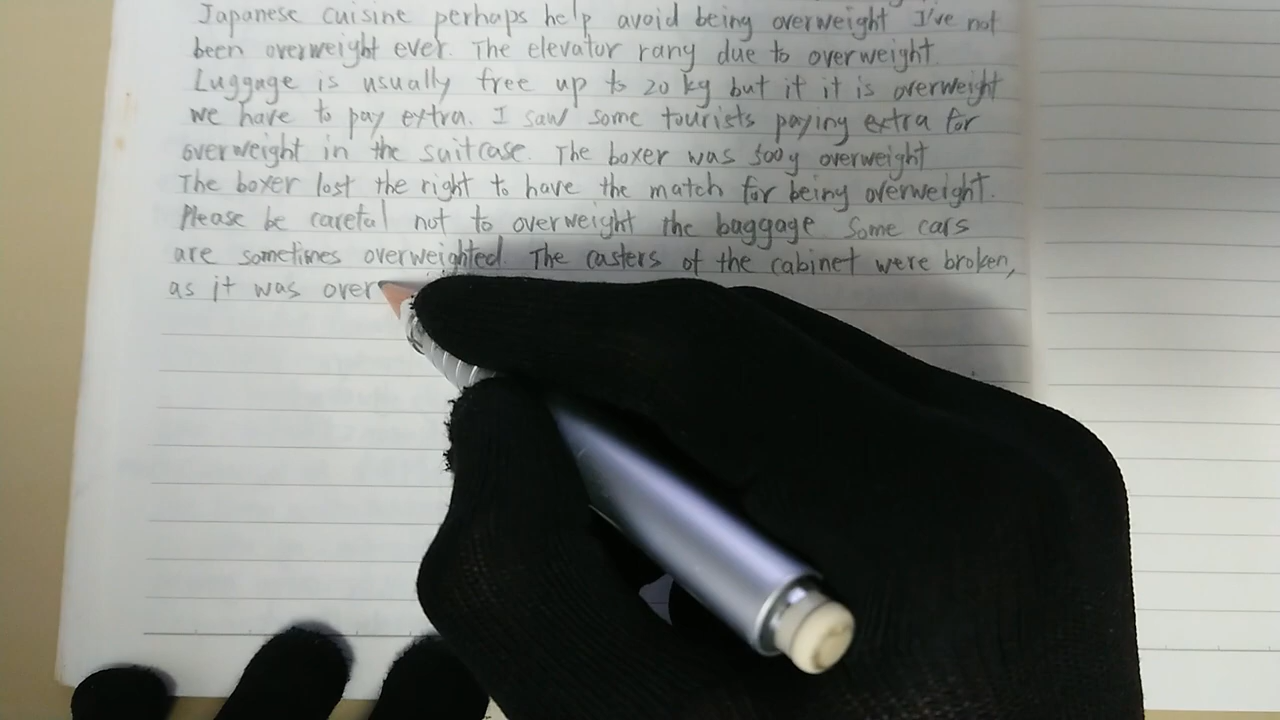 Japanese cuisine perhaps help avoid being overweight I've not
been overweight ever. The elevator rang due to overweight.
Luggage is usually free up to 20 kg but it it is overweight
we have to pay extra. I saw some tourists paying extra for
overweight in the suitcase. The boxer was 500g overweight
The boxer lost the right to have the match for being overweight.
Please be careful not to overweight the baggage Some cars
are sometimes overweighted. The casters of the cabinet were broken,
as it was over